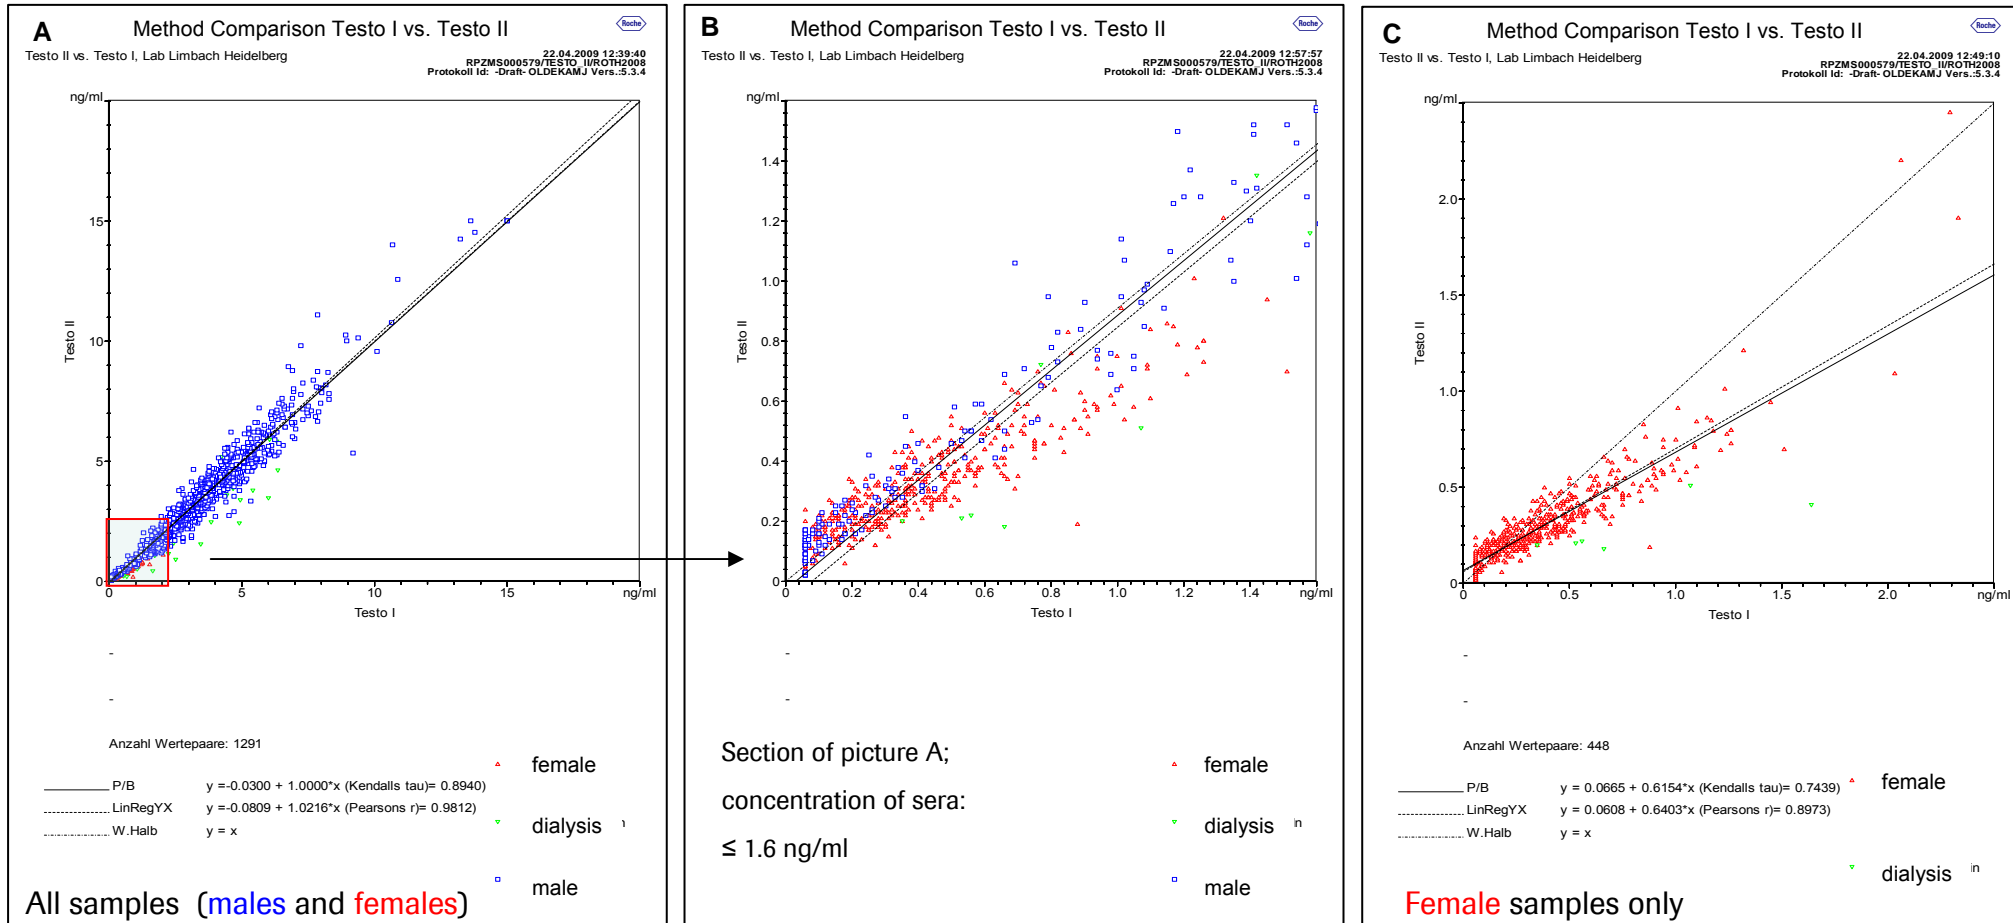 A
Method Comparison Testo I vs. Testo II
Roche
Testo II vs. Testo I, Lab Limbach Heidelberg
22.04.2009 12:39:40
RPZMS000579/TESTO_II/ROTH2008
Protokoll Id: -Draft- OLDEKAMJ Vers.:5.3.4
ng/ml
15
10
5
0
Testo II
0 5 10 15 ng/ml
Testo I
-
-
Anzahl Wertepaare: 1291
P/B y =-0.0300 + 1.0000*x (Kendalls tau)= 0.8940)
LinRegYX y =-0.0809 + 1.0216*x (Pearsons r)= 0.9812)
W.Halb y = x
female
dialysis
male
All samples (males and females)
B
Method Comparison Testo I vs. Testo II
Roche
Testo II vs. Testo I, Lab Limbach Heidelberg
22.04.2009 12:57:57
RPZMS000579/TESTO_II/ROTH2008
Protokoll Id: -Draft- OLDEKAMJ Vers.:5.3.4
ng/ml
1.4
1.2
1.0
0.8
0.6
0.4
0.2
0
Testo II
0 0.2 0.4 0.6 0.8 1.0 1.2 1.4 ng/ml
Testo I
-
-
Section of picture A;
concentration of sera:
≤ 1.6 ng/ml
female
dialysis
male
C
Method Comparison Testo I vs. Testo II
Roche
Testo II vs. Testo I, Lab Limbach Heidelberg
22.04.2009 12:49:10
RPZMS000579/TESTO_II/ROTH2008
Protokoll Id: -Draft- OLDEKAMJ Vers.:5.3.4
ng/ml
2.0
1.5
1.0
0.5
0
Testo II
0 0.5 1.0 1.5 2.0 ng/ml
Testo I
-
-
Anzahl Wertepaare: 448
P/B y = 0.0665 + 0.6154*x (Kendalls tau)= 0.7439)
LinRegYX y = 0.0608 + 0.6403*x (Pearsons r)= 0.8973)
W.Halb y = x
female
dialysis
Female samples only